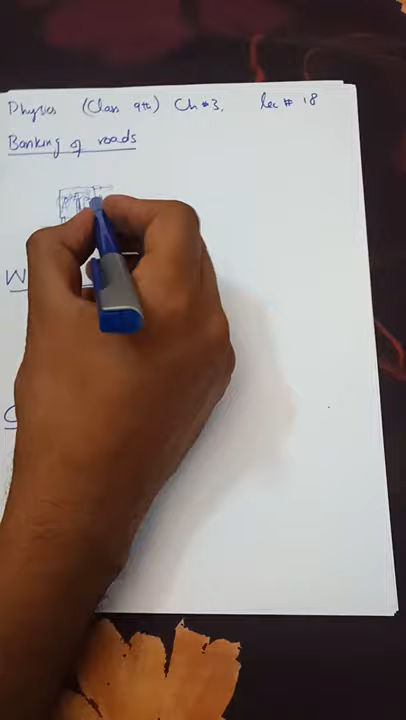 Physics (Class 9th) Ch # 3, lec # 18
Banking of roads
W
C